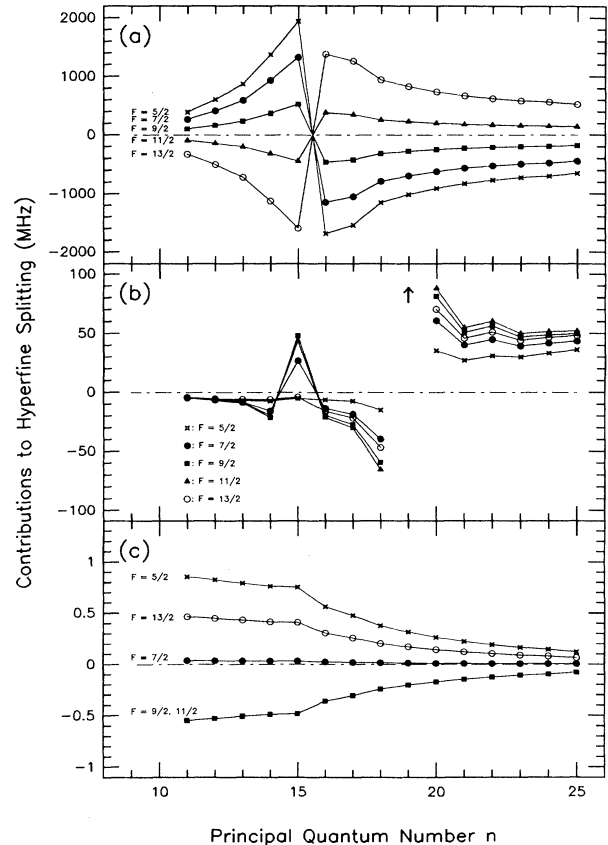 (a)
2000
1000
0
-1000
-2000
F = 5/2
F = 7/2
F = 9/2
F = 11/2
F = 13/2
Contributions to Hyperfine Splitting (MHz)
(b)
100
50
0
-50
-100
↑
: F = 5/2
: F = 7/2
: F = 9/2
: F = 11/2
: F = 13/2
(c)
1
0.5
0
-0.5
-1
F = 5/2
F = 13/2
F = 7/2
F = 9/2, 11/2
10 15 20 25
Principal Quantum Number n